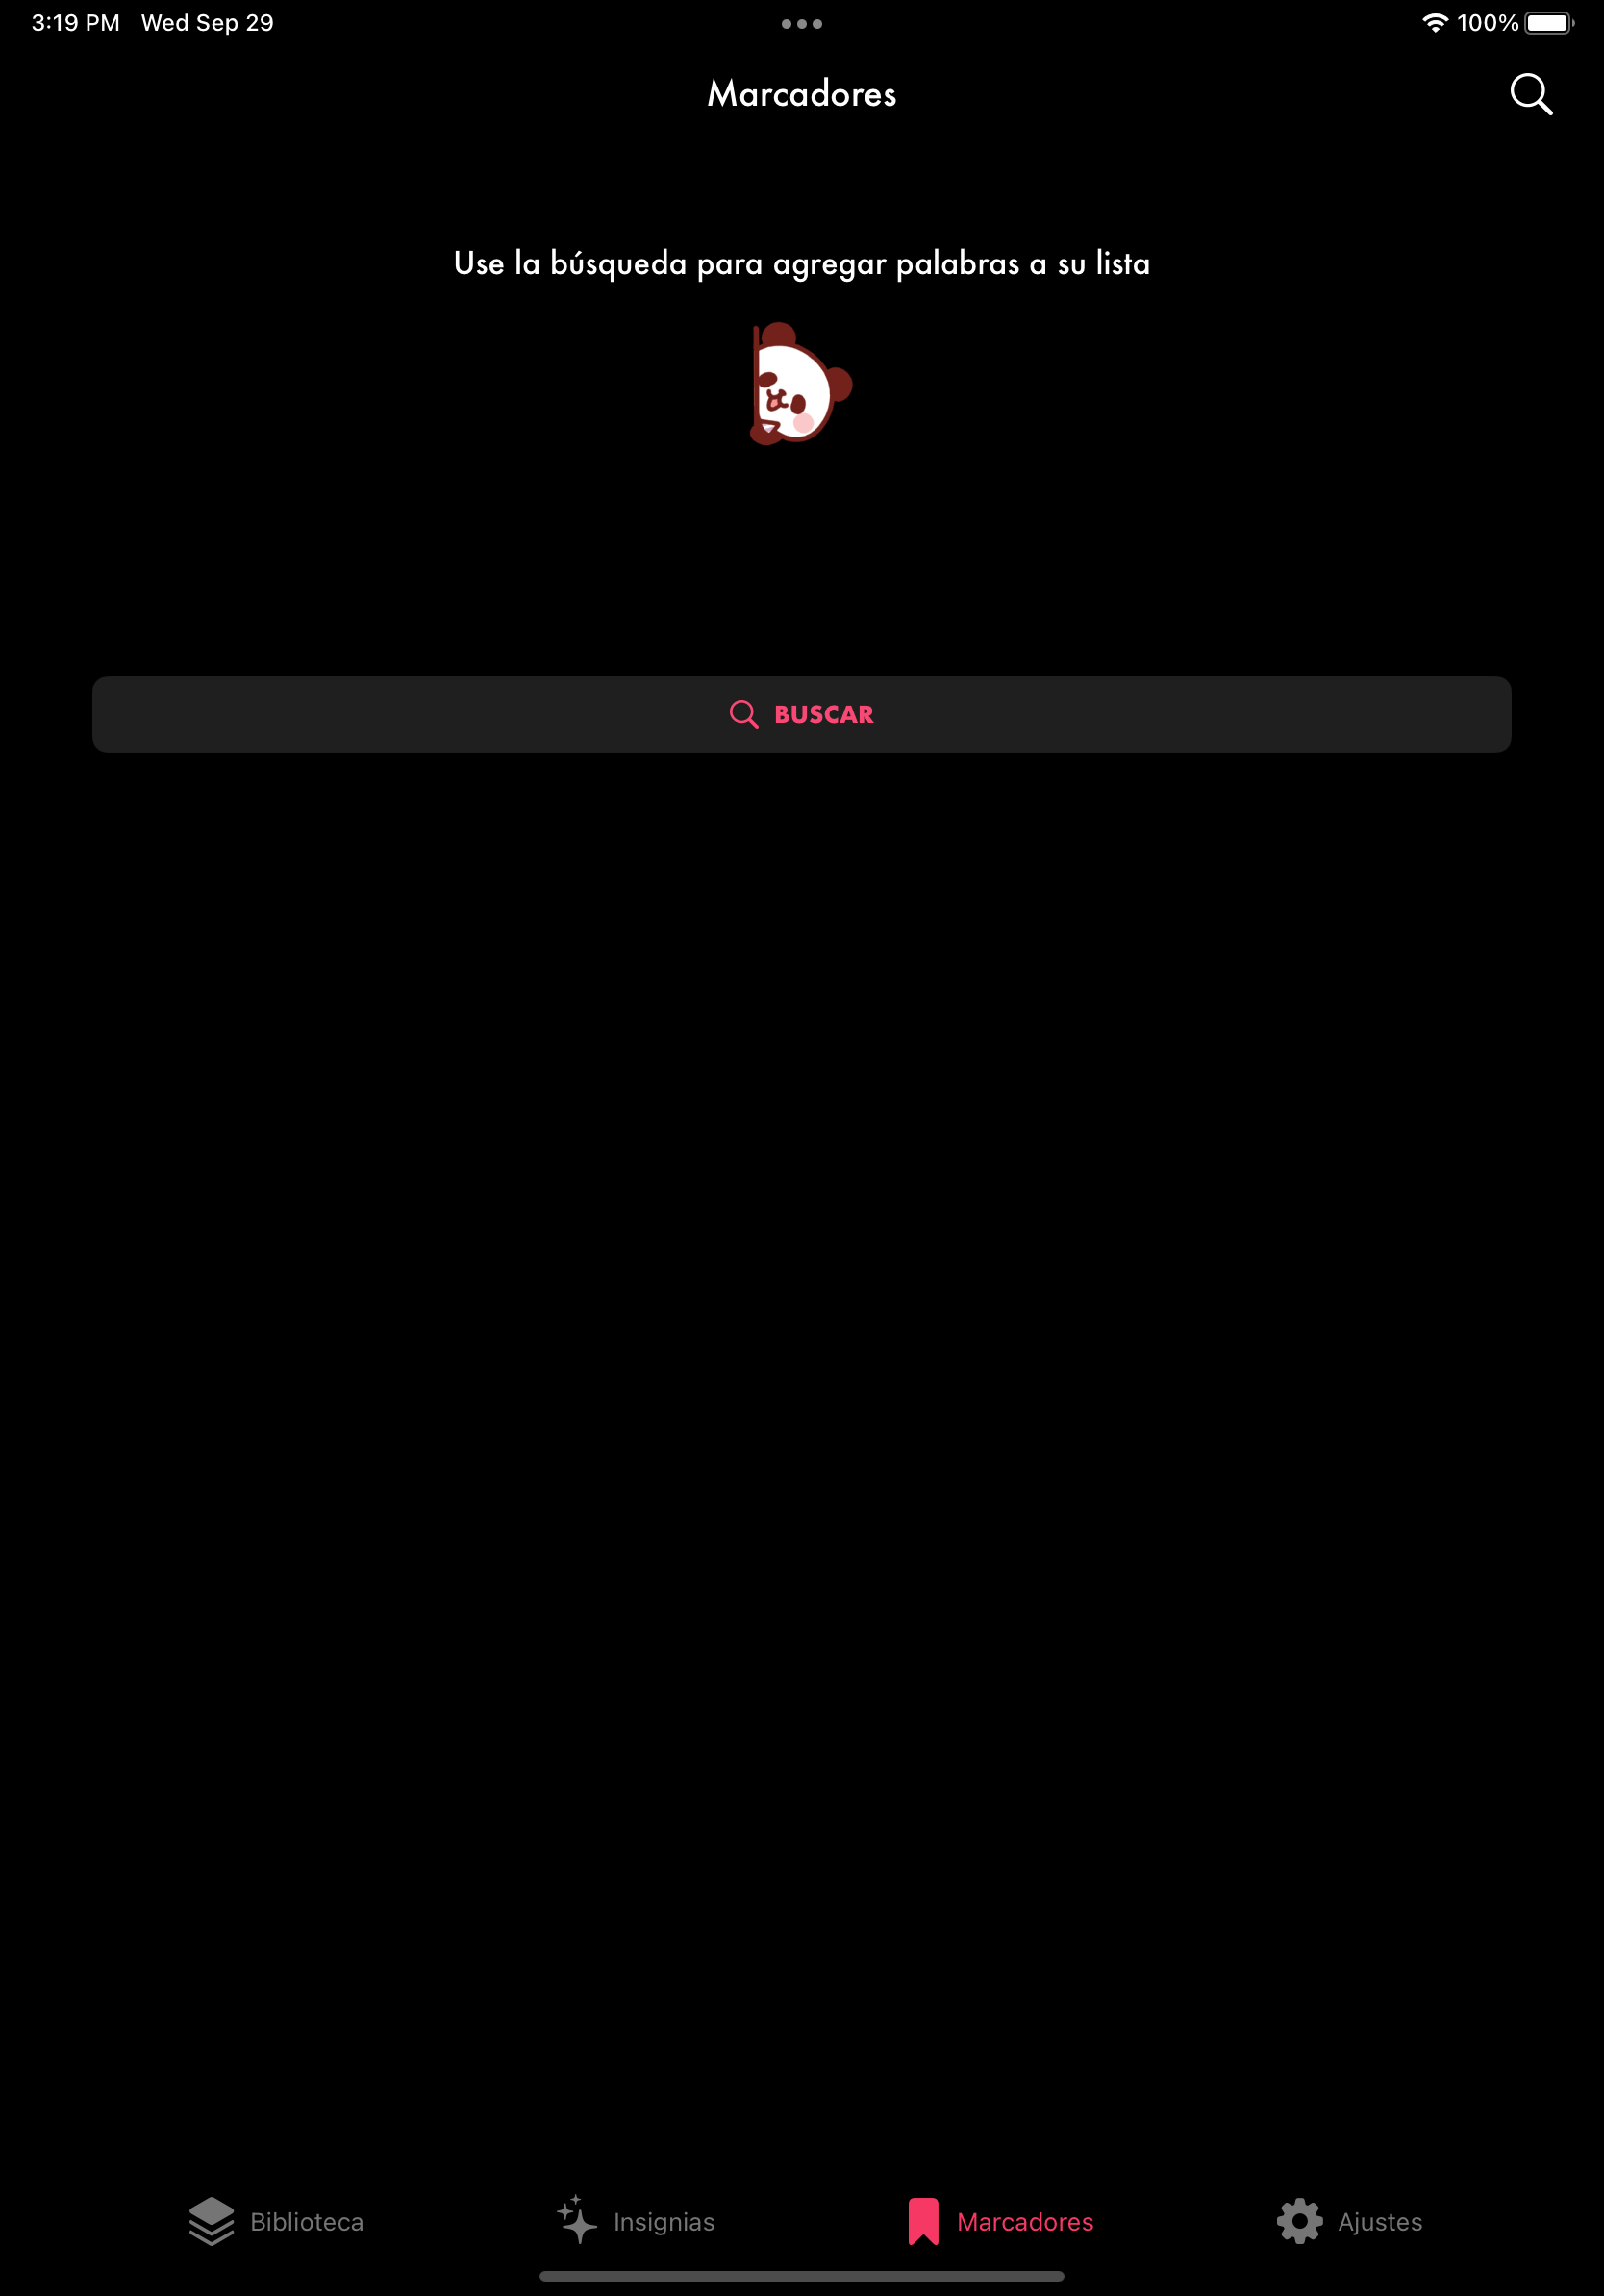 3:19 PM Wed Sep 29 100%
Marcadores
Use la búsqueda para agregar palabras a su lista
BUSCAR
Biblioteca Insignias Marcadores Ajustes